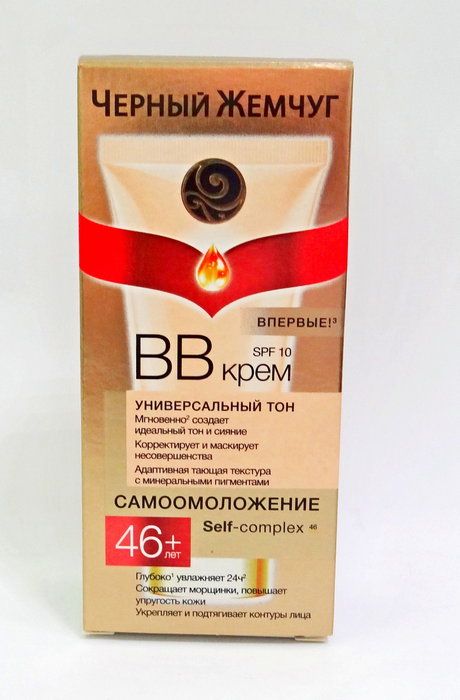 Черный Жемчуг
ВПЕРВЫЕ!³
BB крем SPF 10
УНИВЕРСАЛЬНЫЙ ТОН
Мгновенно² создает
идеальный тон и сияние
Корректирует и маскирует
несовершенства
Адаптивная тающая текстура
с минеральными пигментами
САМООМОЛОЖЕНИЕ
Self-complex 46
46+
лет
Глубоко¹ увлажняет 24ч²
Сокращает морщинки, повышает
упругость кожи
Укрепляет и подтягивает контуры лица